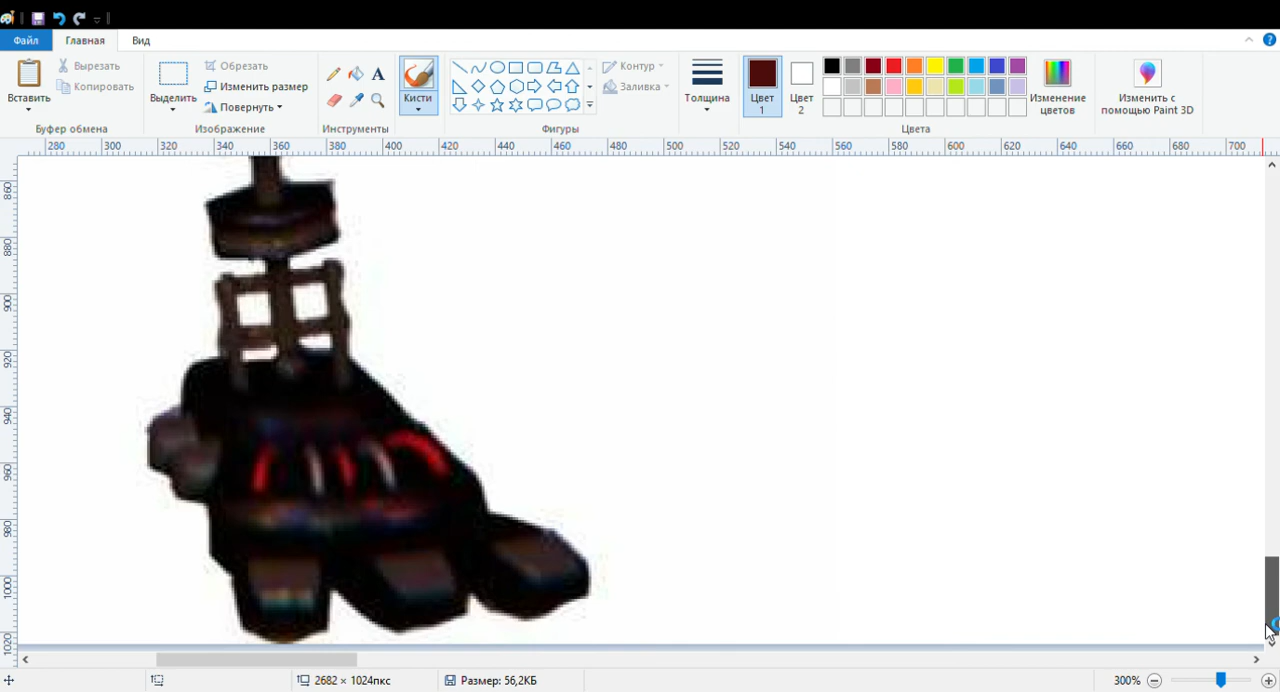 Файл Главная Вид
Вставить
Вырезать
Копировать
Буфер обмена
Выделить
Обрезать
Изменить размер
Повернуть
Изображение
A
Инструменты
Кисти
Контур
Заливка
Фигуры
Толщина
Цвет 1
Цвет 2
Изменение цветов
Цвета
Изменить с помощью Paint 3D
280 300 320 340 360 380 400 420 440 460 480 500 520 540 560 580 600 620 640 660 680 700
860
880
900
920
940
960
980
1000
1020
2682 × 1024пкс
Размер: 56,2КБ
300%